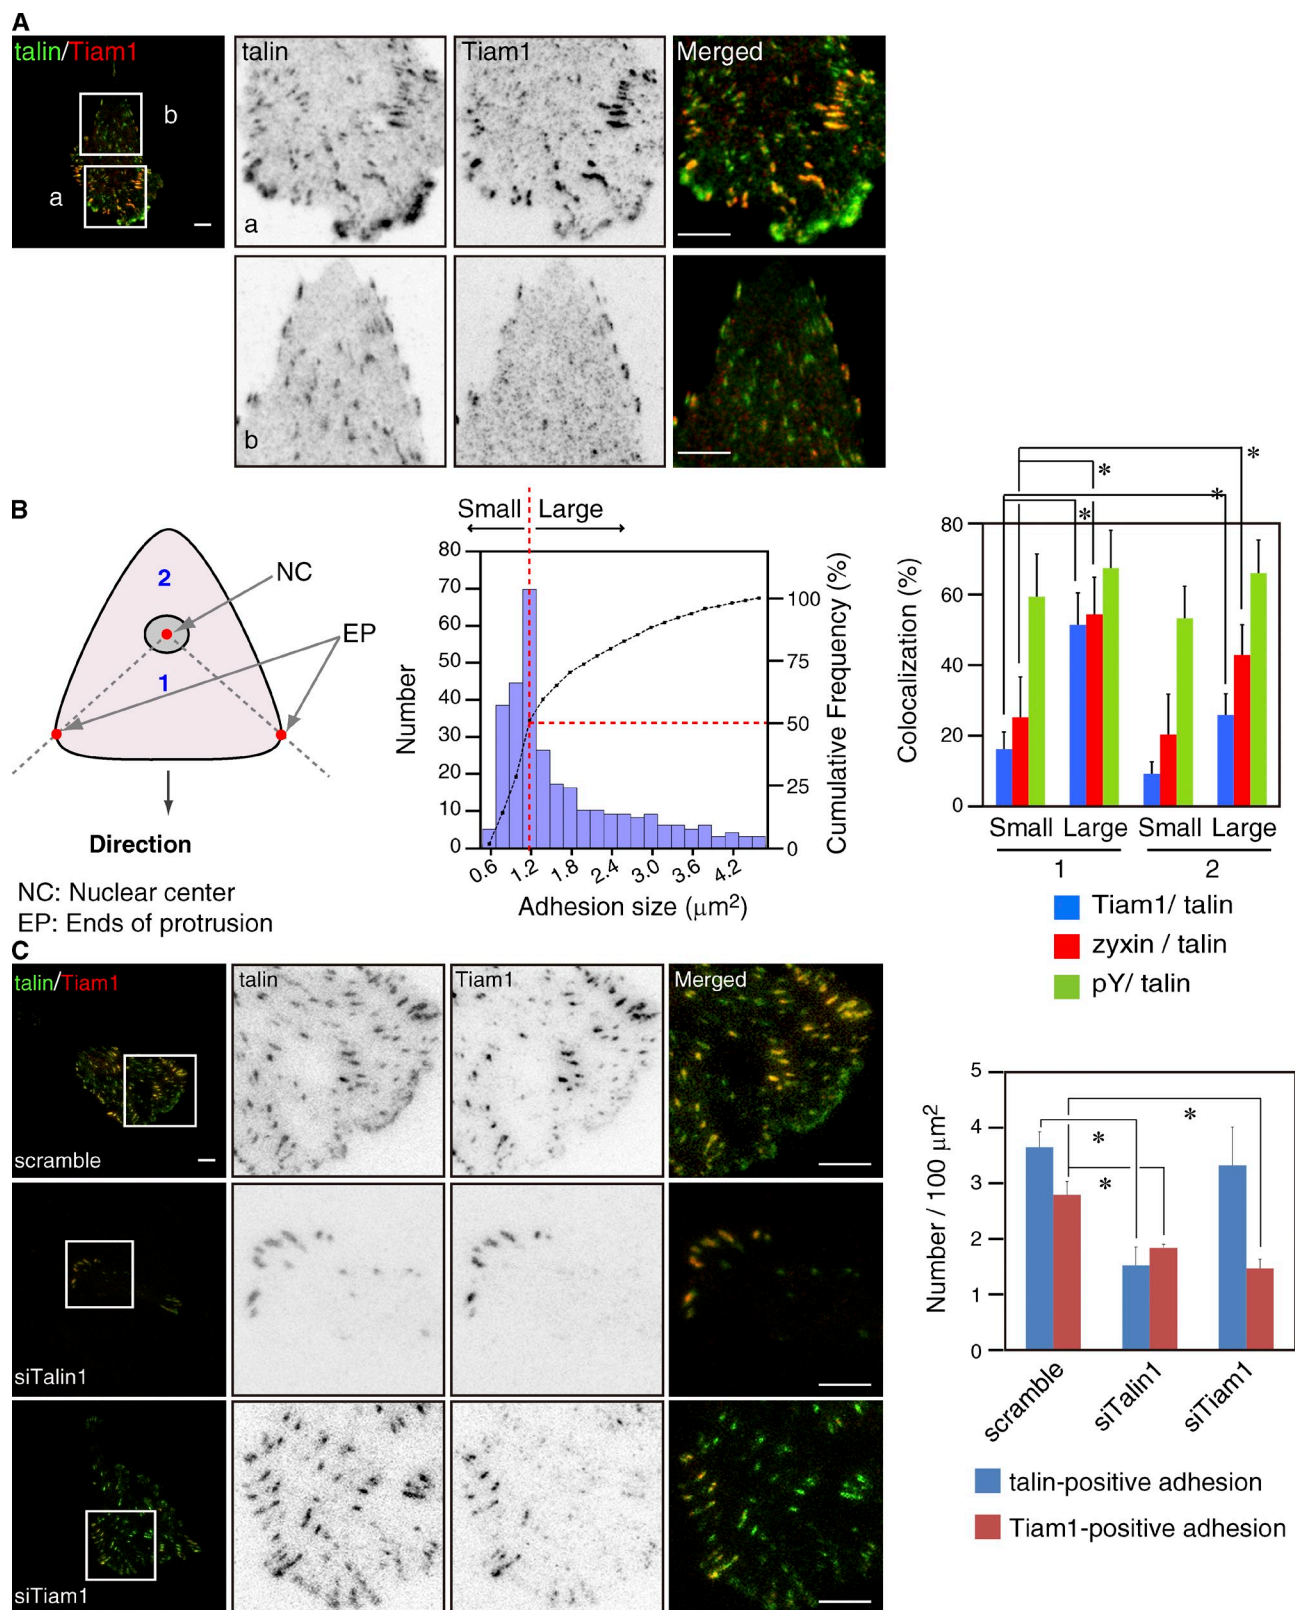 A
talin/Tiam1
talin
Tiam1
Merged
b
a
a
b
B
2
NC
EP
1
Direction
NC: Nuclear center
EP: Ends of protrusion
Small
Large
80
70
60
50
40
30
20
10
0
Number
100
75
50
25
0
Cumulative Frequency (%)
0.6
1.2
1.8
2.4
3.0
3.6
4.2
Adhesion size (μm²)
*
*
*
*
80
60
40
20
0
Colocalization (%)
Small Large Small Large
1 2
Tiam1/ talin
zyxin / talin
pY/ talin
C
talin/Tiam1
talin
Tiam1
Merged
scramble
siTalin1
siTiam1
5
4
3
2
1
0
Number / 100 μm²
*
*
*
scramble
siTalin1
siTiam1
talin-positive adhesion
Tiam1-positive adhesion